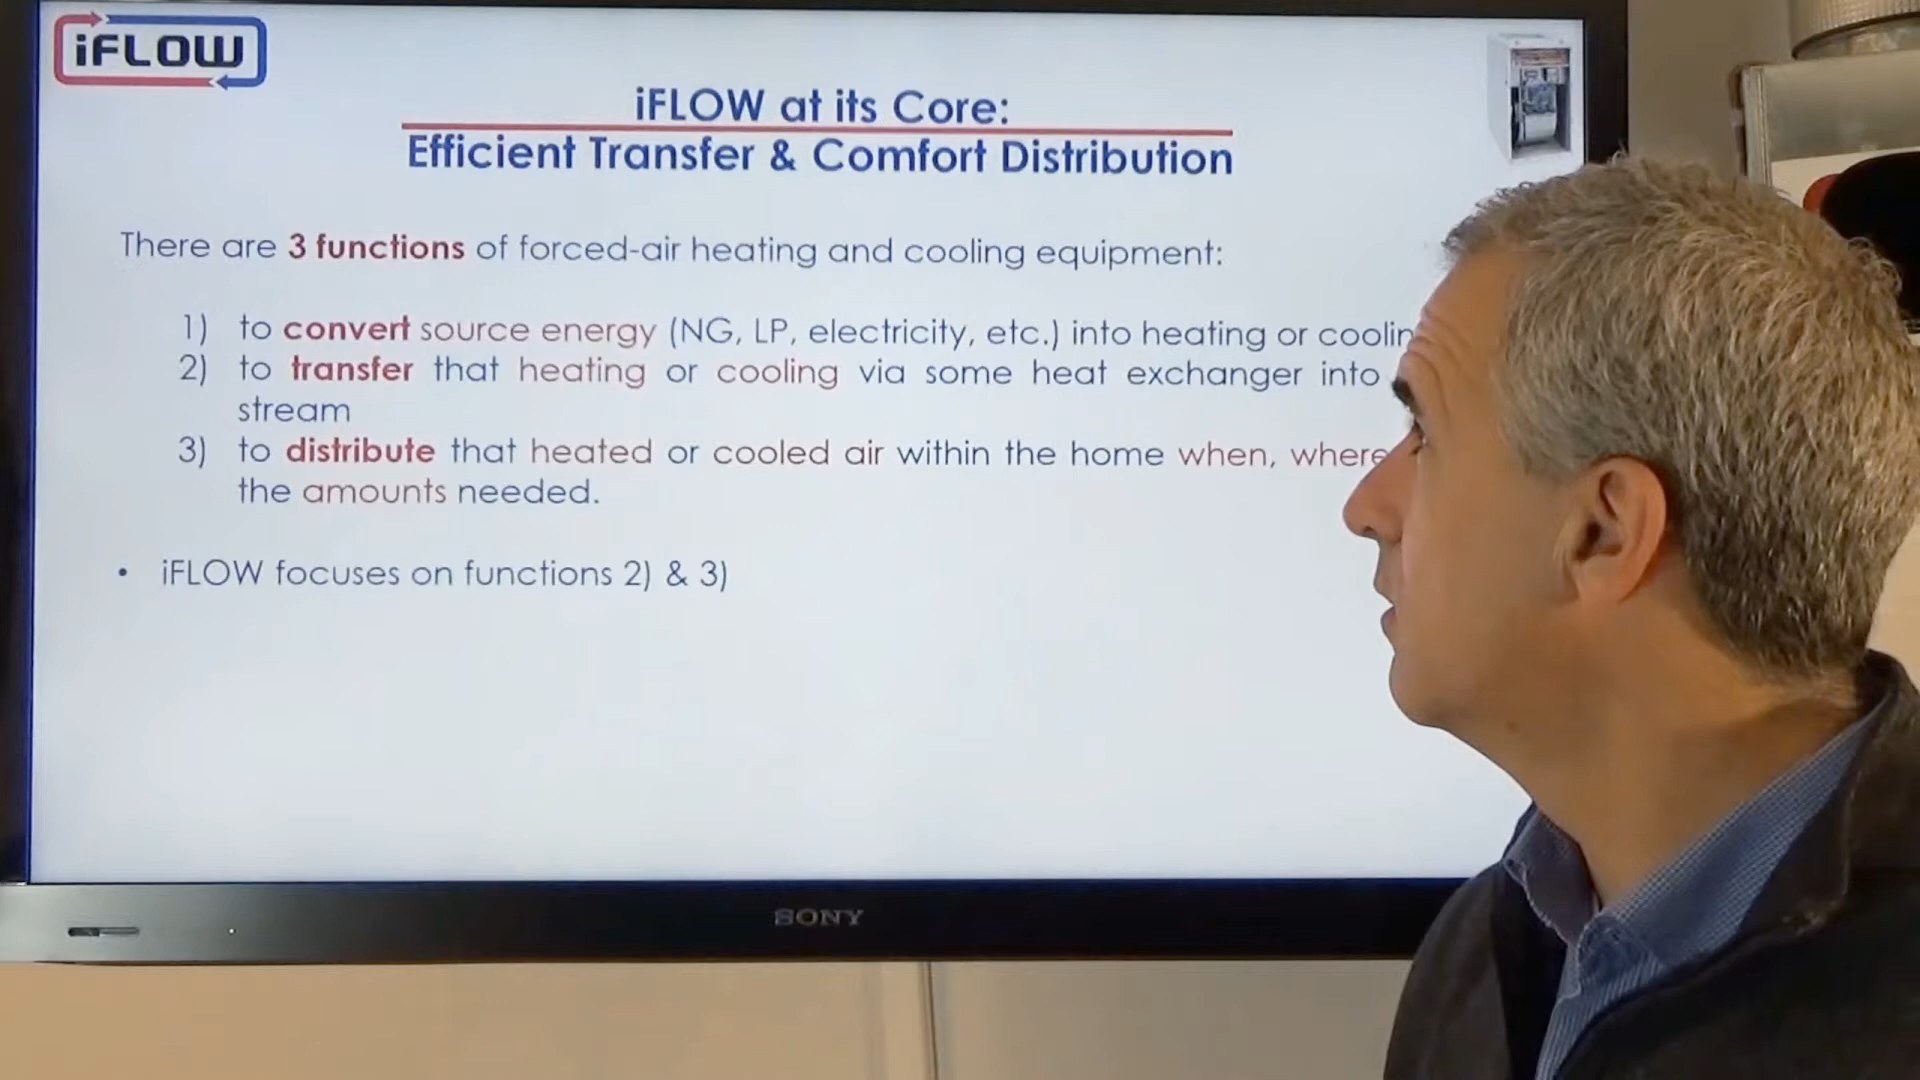 iFLOW
iFLOW at its Core:
Efficient Transfer & Comfort Distribution
There are 3 functions of forced-air heating and cooling equipment:
1) to convert source energy (NG, LP, electricity, etc.) into heating or coolin
2) to transfer that heating or cooling via some heat exchanger into
stream
3) to distribute that heated or cooled air within the home when, where
the amounts needed.
• iFLOW focuses on functions 2) & 3)
SONY